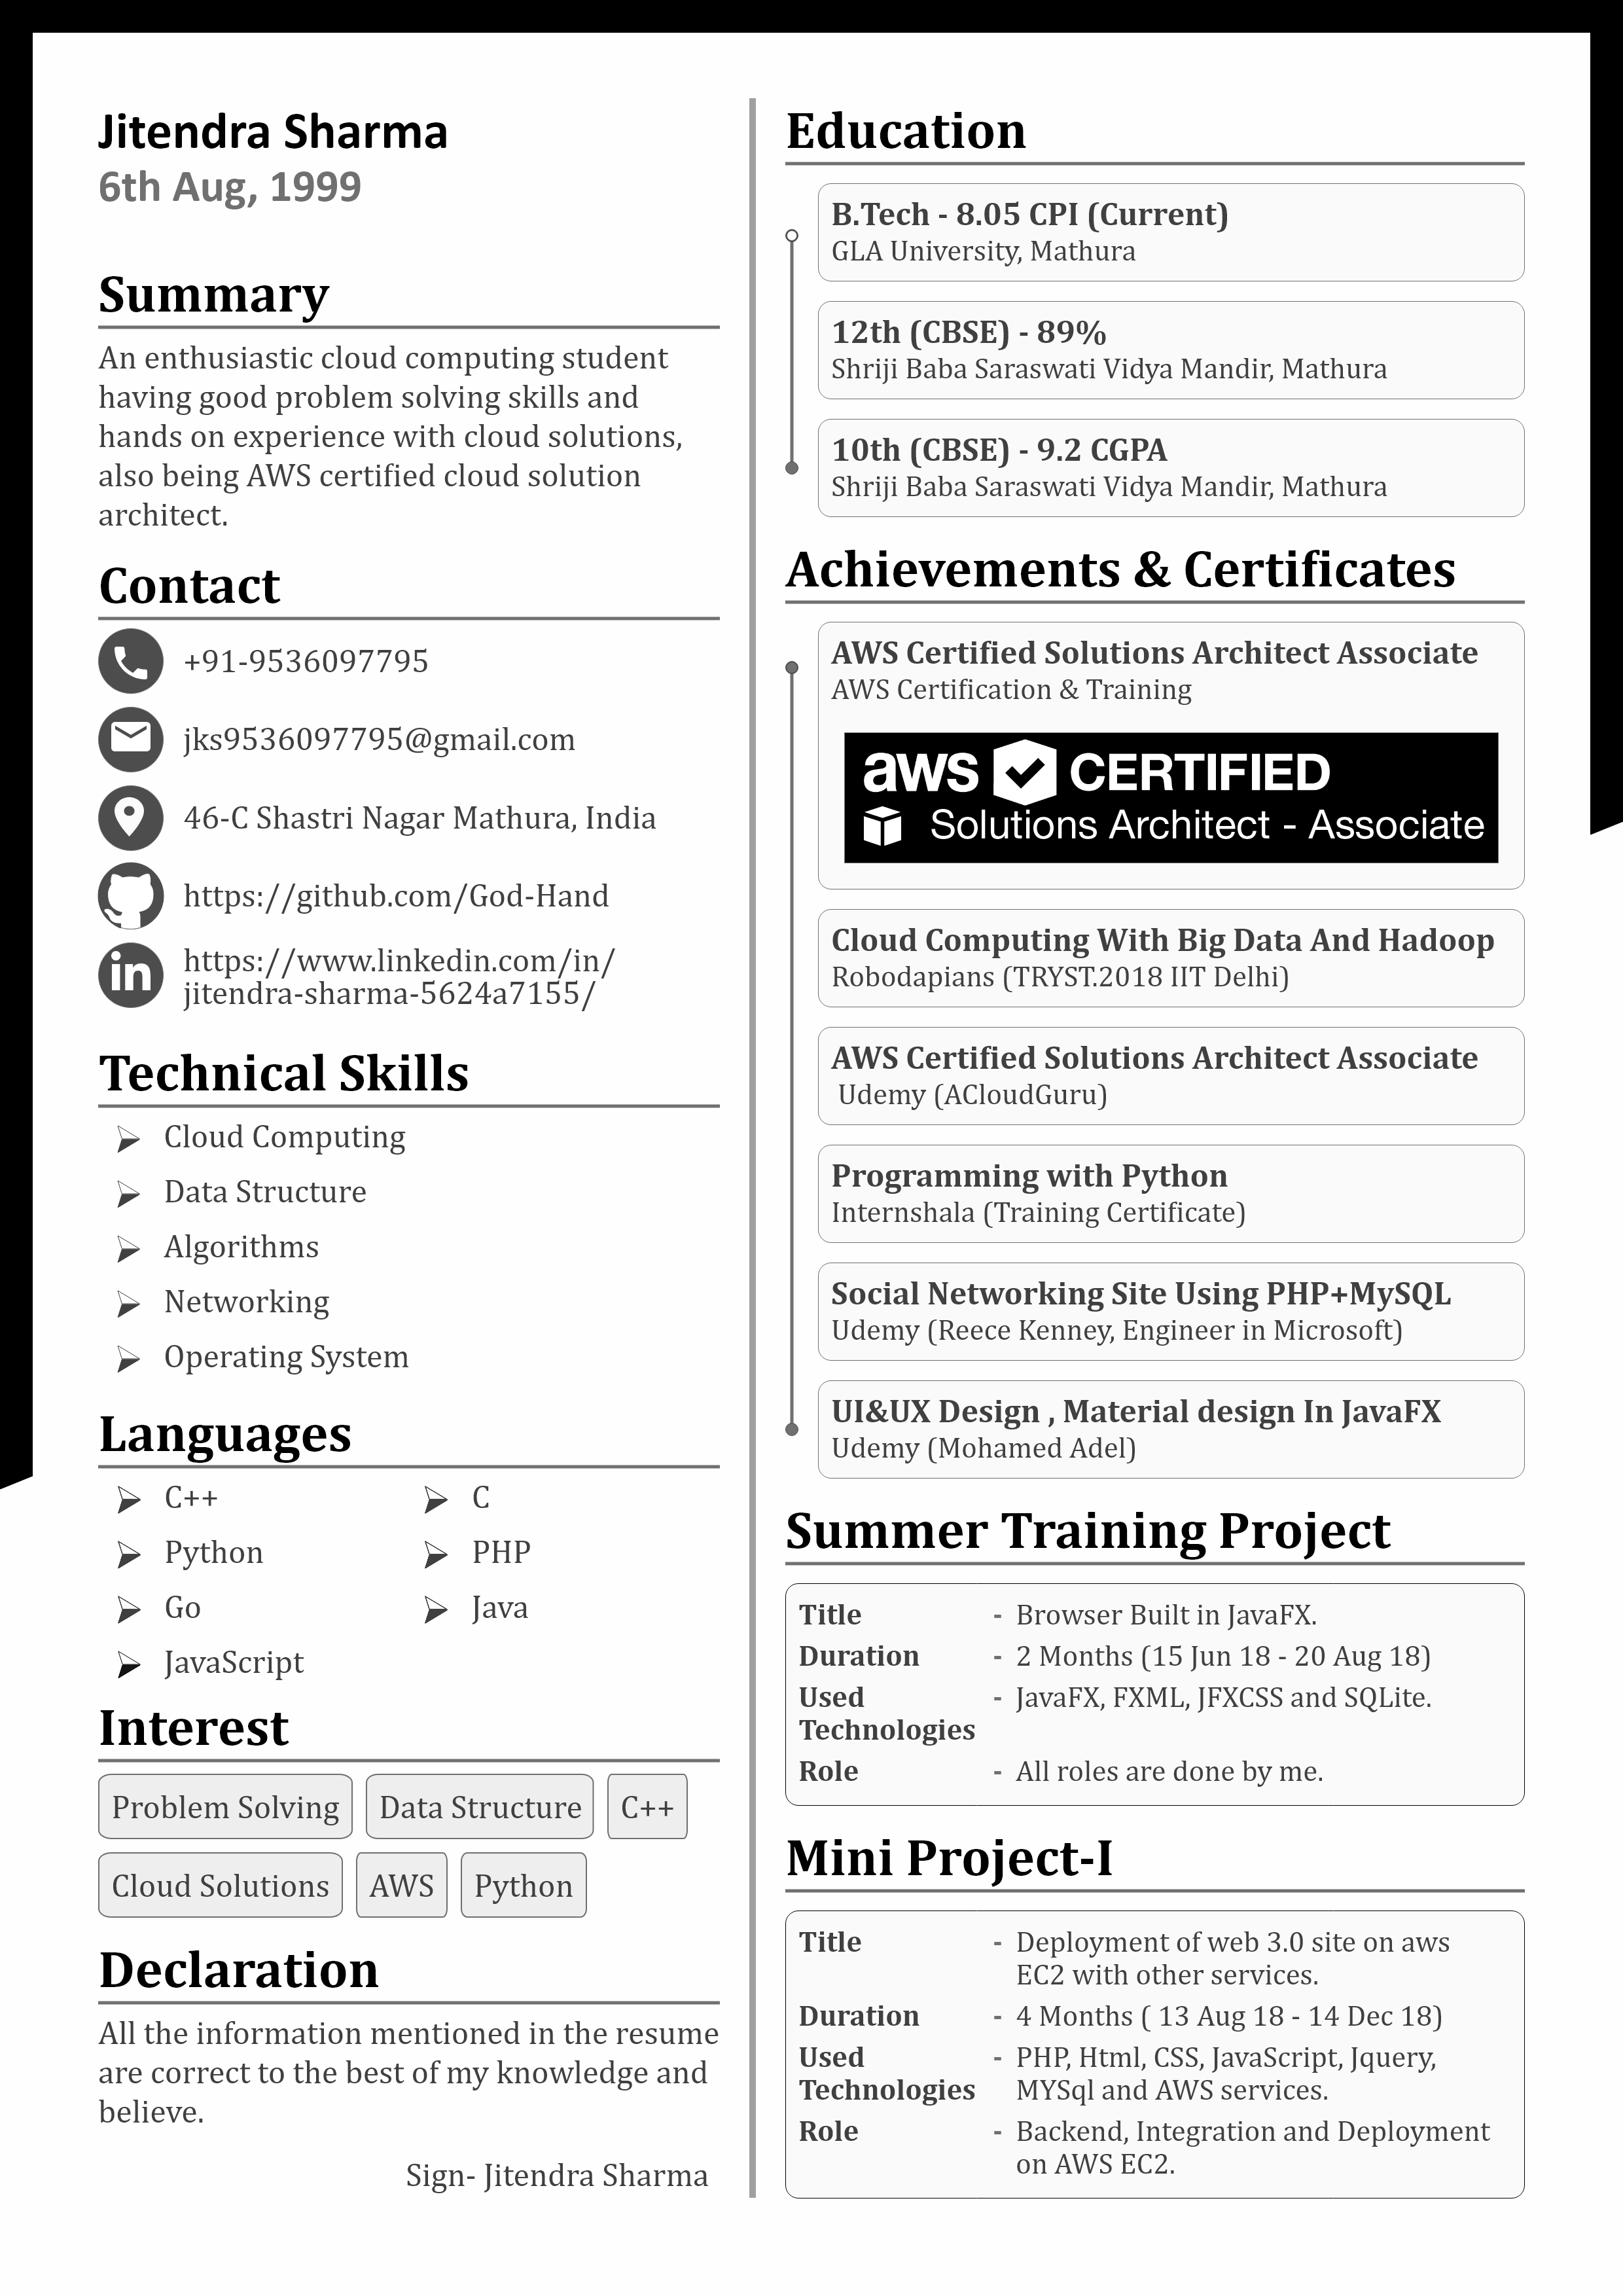 Jitendra Sharma
6th Aug, 1999
Summary
An enthusiastic cloud computing student
having good problem solving skills and
hands on experience with cloud solutions,
also being AWS certified cloud solution
architect.
Contact
+91-9536097795
jks9536097795@gmail.com
46-C Shastri Nagar Mathura, India
https://github.com/God-Hand
in
https://www.linkedin.com/in/
jitendra-sharma-5624a7155/
Technical Skills
Cloud Computing
Data Structure
Algorithms
Networking
Operating System
Languages
C++ C
Python PHP
Go Java
JavaScript
Interest
Problem Solving Data Structure C++
Cloud Solutions AWS Python
Declaration
All the information mentioned in the resume
are correct to the best of my knowledge and
believe.
Sign- Jitendra Sharma
Education
B.Tech - 8.05 CPI (Current)
GLA University, Mathura
12th (CBSE) - 89%
Shriji Baba Saraswati Vidya Mandir, Mathura
10th (CBSE) - 9.2 CGPA
Shriji Baba Saraswati Vidya Mandir, Mathura
Achievements & Certificates
AWS Certified Solutions Architect Associate
AWS Certification & Training
aws CERTIFIED
Solutions Architect - Associate
Cloud Computing With Big Data And Hadoop
Robodapians (TRYST.2018 IIT Delhi)
AWS Certified Solutions Architect Associate
Udemy (ACloudGuru)
Programming with Python
Internshala (Training Certificate)
Social Networking Site Using PHP+MySQL
Udemy (Reece Kenney, Engineer in Microsoft)
UI&UX Design , Material design In JavaFX
Udemy (Mohamed Adel)
Summer Training Project
Title - Browser Built in JavaFX.
Duration - 2 Months (15 Jun 18 - 20 Aug 18)
Used - JavaFX, FXML, JFXCSS and SQLite.
Technologies
Role - All roles are done by me.
Mini Project-I
Title - Deployment of web 3.0 site on aws
EC2 with other services.
Duration - 4 Months ( 13 Aug 18 - 14 Dec 18)
Used - PHP, Html, CSS, JavaScript, Jquery,
Technologies MYSql and AWS services.
Role - Backend, Integration and Deployment
on AWS EC2.